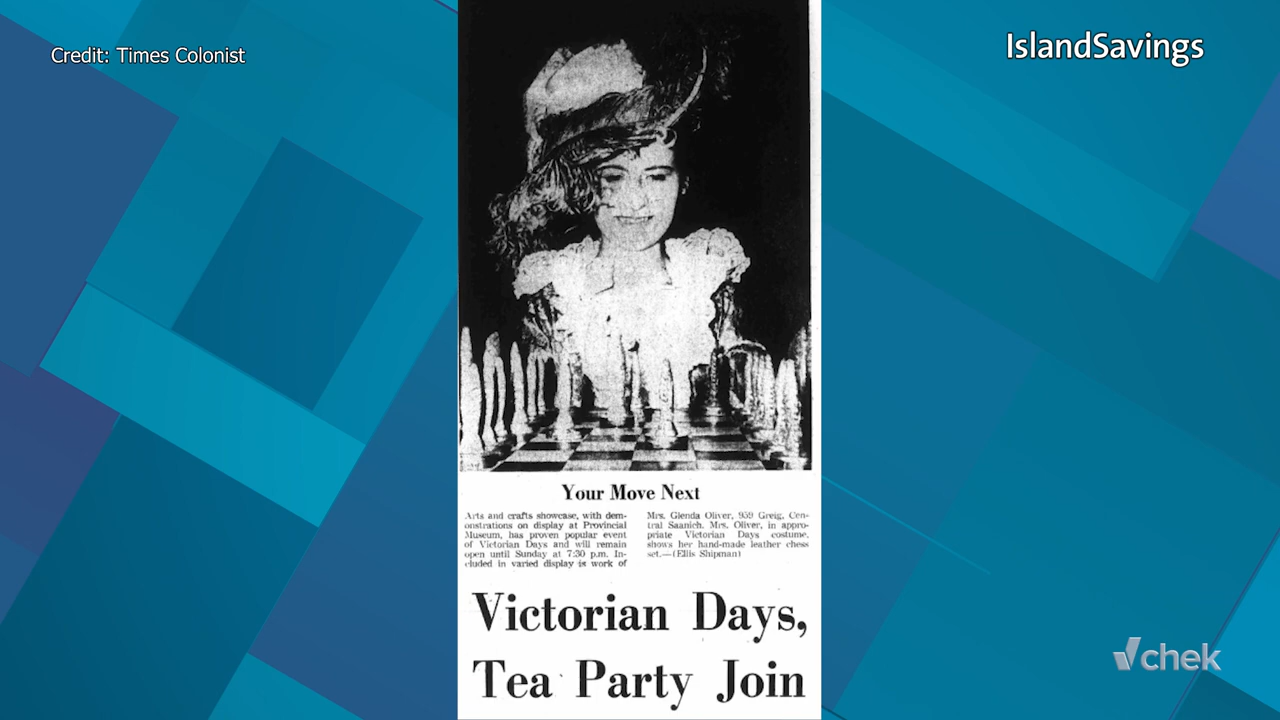 Credit: Times Colonist
IslandSavings
Your Move Next
Arts and crafts showcase, with dem-
onstrations on display at Provincial
Museum, has proven popular event
of Victorian Days and will remain
open until Sunday at 7:30 p.m. In-
cluded in varied display is work of
Mrs. Glenda Oliver, 959 Greig, Cen-
tral Saanich. Mrs. Oliver, in appro-
priate Victorian Days costume,
shows her hand-made leather chess
set.—(Ellis Shipman)
Victorian Days,
Tea Party Join
chek